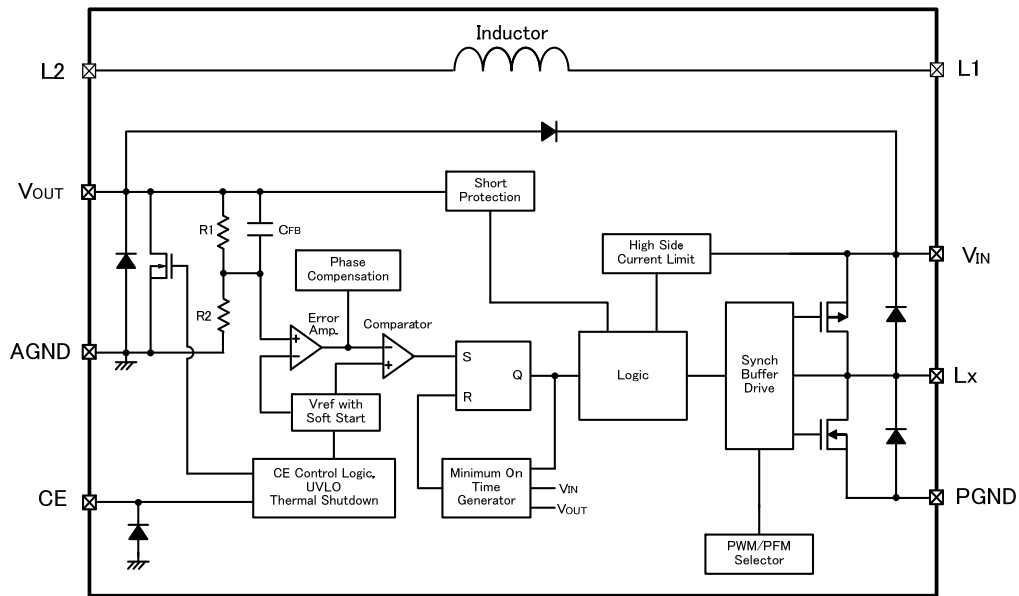 Inductor
L2
L1
VOUT
Short
Protection
R1
CFB
High Side
Current Limit
VIN
Phase
Compensation
R2
Error
Amp.
Comparator
AGND
Synch
Buffer
Drive
S
Q
R
Logic
Lx
Vref with
Soft Start
CE Control Logic,
UVLO
Thermal Shutdown
Minimum On
Time
Generator
VIN
VOUT
CE
PGND
PWM/PFM
Selector